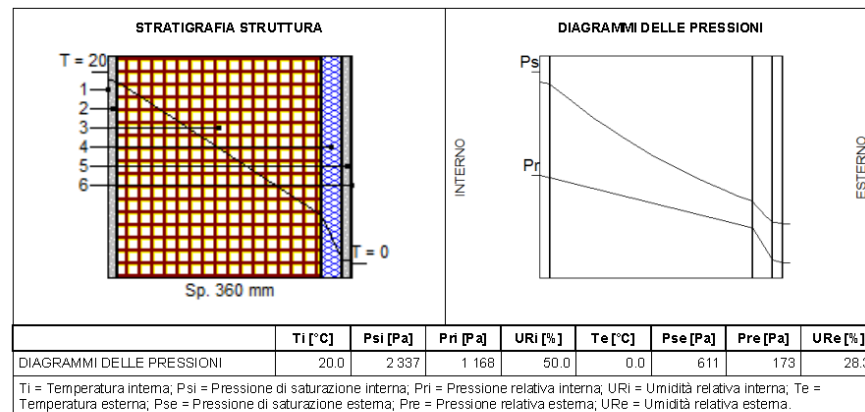 STRATIGRAFIA STRUTTURA
T = 20
1
2
3
4
5
6
T = 0
Sp. 360 mm
DIAGRAMMI DELLE PRESSIONI
Ps
Pr
INTERNO
ESTERNO
Ti [°C] Psi [Pa] Pri [Pa] URi [%] Te [°C] Pse [Pa] Pre [Pa] URe [%]
DIAGRAMMI DELLE PRESSIONI 20.0 2 337 1 168 50.0 0.0 611 173 28.3
Ti = Temperatura interna; Psi = Pressione di saturazione interna; Pri = Pressione relativa interna; URi = Umidità relativa interna; Te =
Temperatura esterna; Pse = Pressione di saturazione esterna; Pre = Pressione relativa esterna; URe = Umidità relativa esterna.